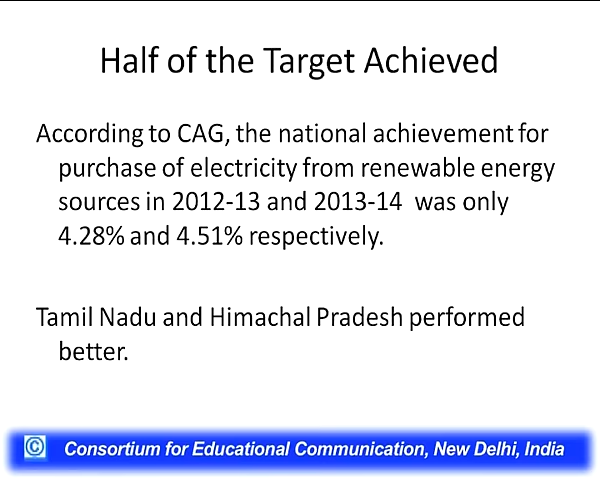 Half of the Target Achieved
According to CAG, the national achievement for
purchase of electricity from renewable energy
sources in 2012-13 and 2013-14 was only
4.28% and 4.51% respectively.
Tamil Nadu and Himachal Pradesh performed
better.
© Consortium for Educational Communication, New Delhi, India